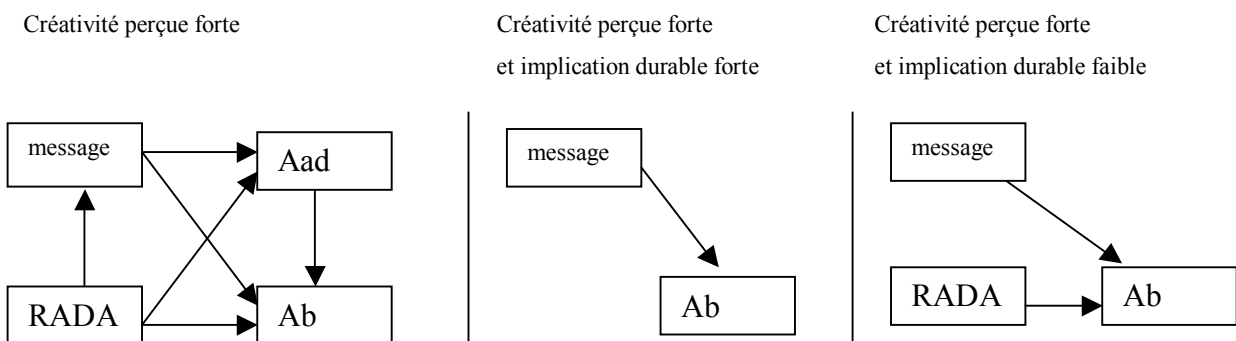 Créativité perçue forte
message
Aad
RADA
Ab
Créativité perçue forte
et implication durable forte
message
Ab
Créativité perçue forte
et implication durable faible
message
RADA
Ab